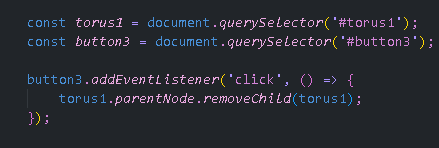 const torus1 = document.querySelector('#torus1');
const button3 = document.querySelector('#button3');
button3.addEventListener('click', () => {
    torus1.parentNode.removeChild(torus1);
});